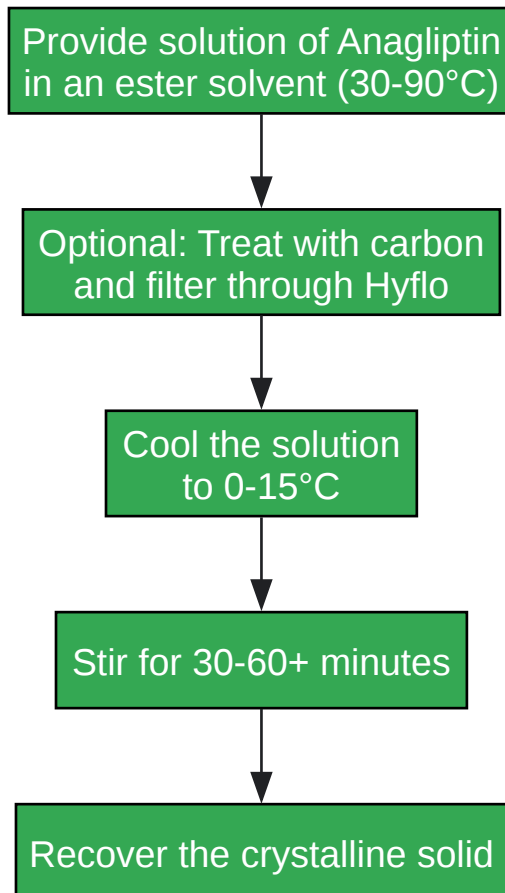 Provide solution of Anagliptin
in an ester solvent (30-90°C)
Optional: Treat with carbon
and filter through Hyflo
Cool the solution
to 0-15°C
Stir for 30-60+ minutes
Recover the crystalline solid